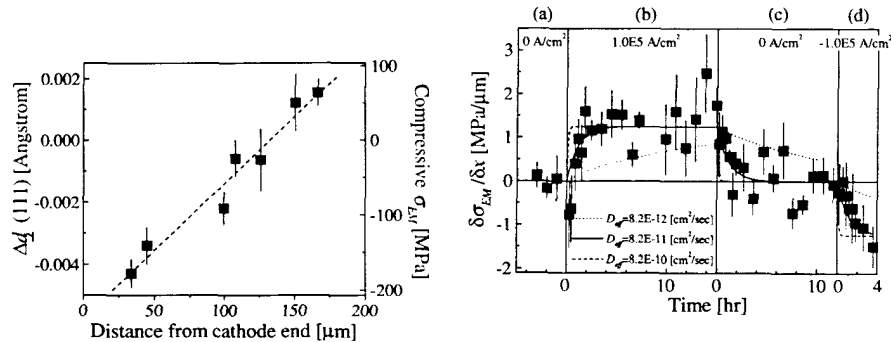 0.002
0.000
-0.002
-0.004
Δd (111) [Angstrom]
100
0
-100
-200
Compressive σEM [MPa]
0 50 100 150 200
Distance from cathode end [μm]
(a) (b) (c) (d)
0 A/cm² 1.0E5 A/cm² 0 A/cm² -1.0E5 A/cm²
3
2
1
0
-1
-2
δσEM/δx [MPa/μm]
Deff=8.2E-12 [cm²/sec]
Deff=8.2E-11 [cm²/sec]
Deff=8.2E-10 [cm²/sec]
0 10 0 10 0 4
Time [hr]